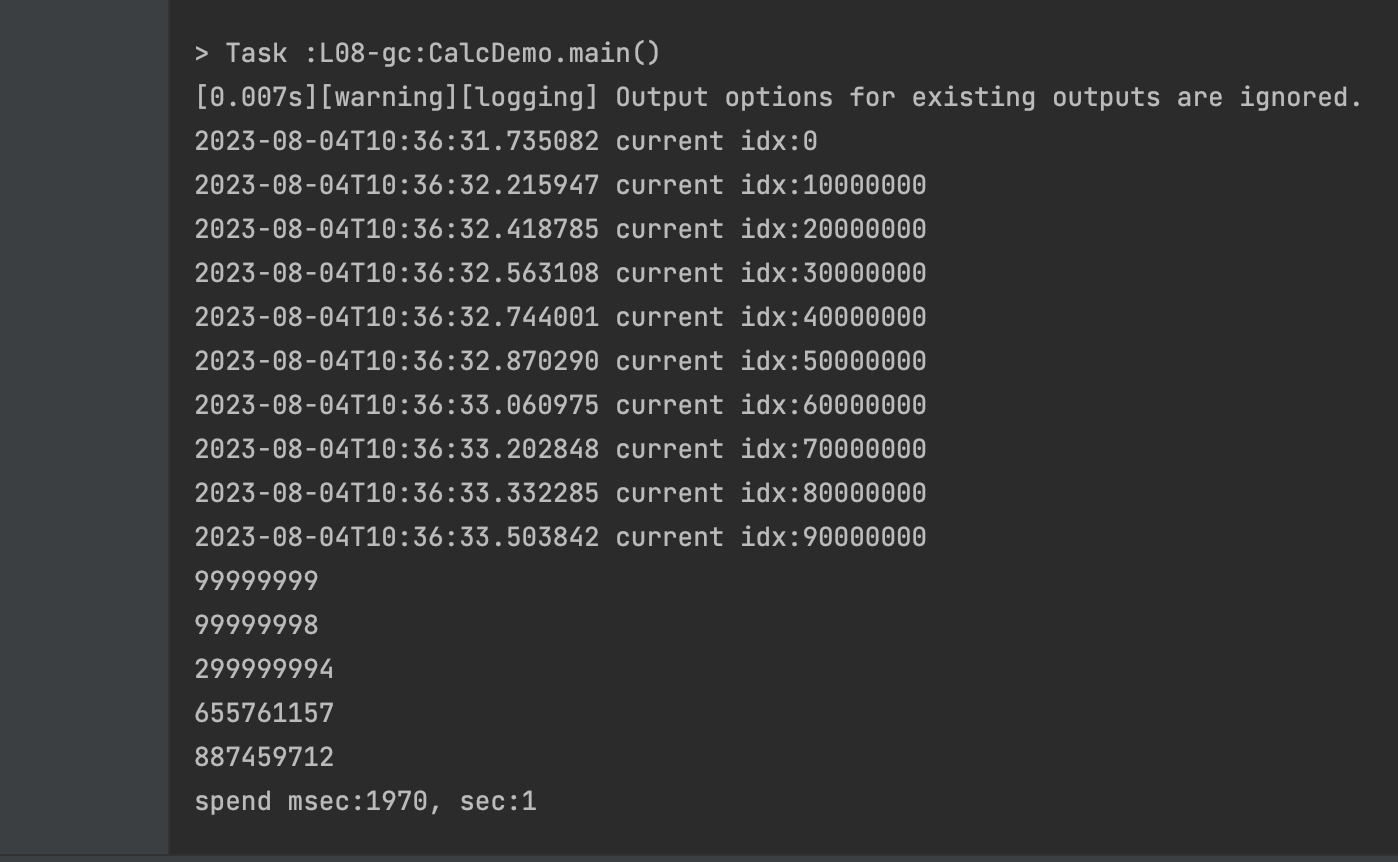 > Task :L08-gc:CalcDemo.main()
[0.007s][warning][logging] Output options for existing outputs are ignored.
2023-08-04T10:36:31.735082 current idx:0
2023-08-04T10:36:32.215947 current idx:10000000
2023-08-04T10:36:32.418785 current idx:20000000
2023-08-04T10:36:32.563108 current idx:30000000
2023-08-04T10:36:32.744001 current idx:40000000
2023-08-04T10:36:32.870290 current idx:50000000
2023-08-04T10:36:33.060975 current idx:60000000
2023-08-04T10:36:33.202848 current idx:70000000
2023-08-04T10:36:33.332285 current idx:80000000
2023-08-04T10:36:33.503842 current idx:90000000
99999999
99999998
299999994
655761157
887459712
spend msec:1970, sec:1